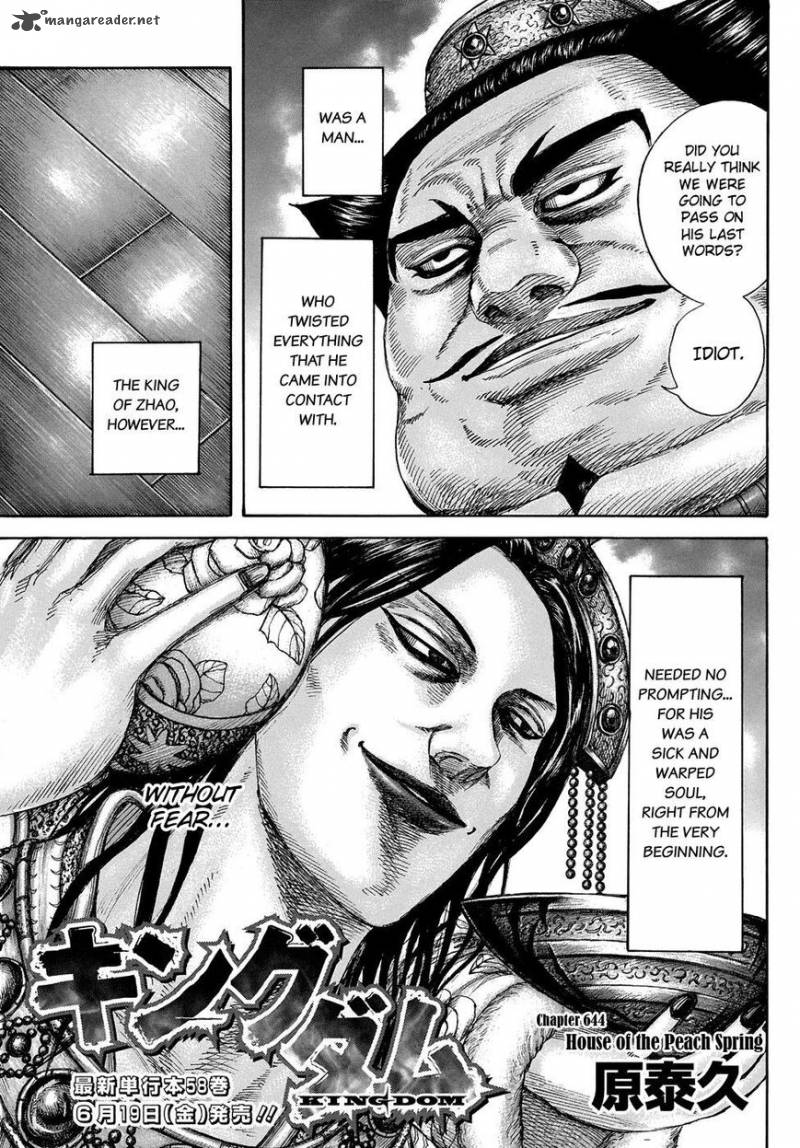 mangareader.net
DID YOU
REALLY THINK
WE WERE
GOING TO
PASS ON
HIS LAST
WORDS?
IDIOT.
WAS A
MAN...
WHO
TWISTED
EVERYTHING
THAT HE
CAME INTO
CONTACT
WITH.
THE KING
OF ZHAO,
HOWEVER...
NEEDED NO
PROMPTING...
FOR HIS
WAS A
SICK AND
WARPED
SOUL,
RIGHT FROM
THE VERY
BEGINNING.
WITHOUT
FEAR...
キングダム
KINGDOM
最新単行本58巻
6月19日(金)発売!!
Chapter 644
House of the Peach Spring
原泰久